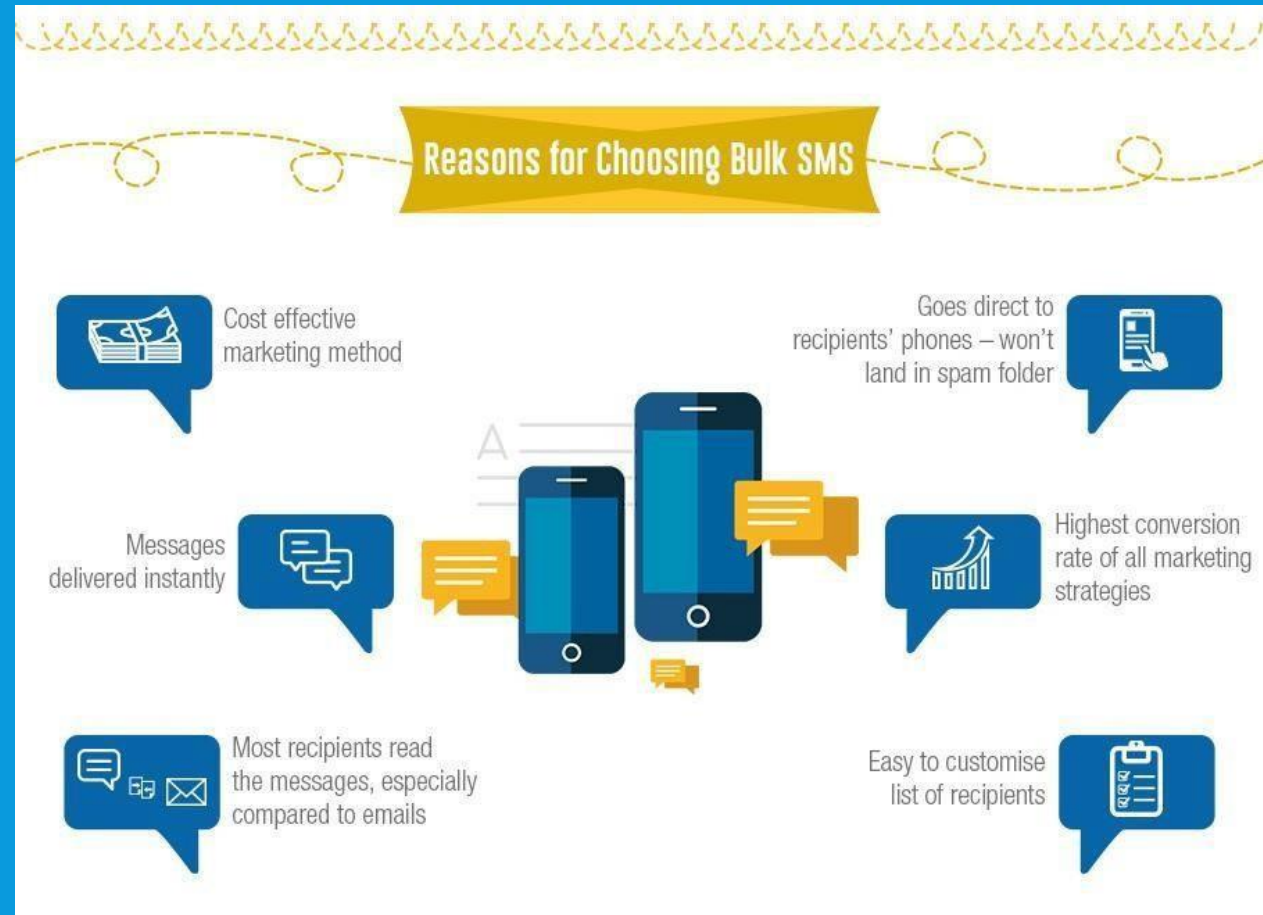 Reasons for Choosing Bulk SMS
Cost effective
marketing method
Goes direct to
recipients' phones – won't
land in spam folder
A
Messages
delivered instantly
Highest conversion
rate of all marketing
strategies
Most recipients read
the messages, especially
compared to emails
Easy to customise
list of recipients